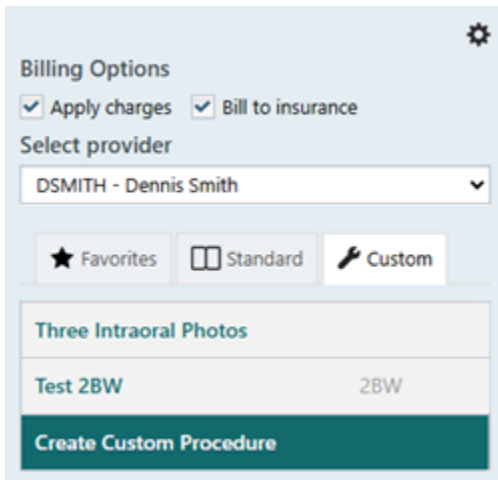 Billing Options
Apply charges Bill to insurance
Select provider
DSMITH - Dennis Smith
Favorites Standard Custom
Three Intraoral Photos
Test 2BW 2BW
Create Custom Procedure